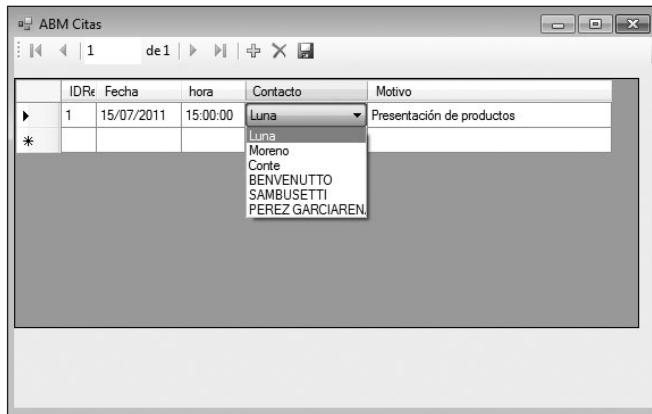 ABM Citas
1 de 1
IDRe Fecha hora Contacto Motivo
1 15/07/2011 15:00:00 Luna Presentación de productos
Luna
Moreno
Conte
BENVENUTTO
SAMBUSETTI
PEREZ GARCIAREN